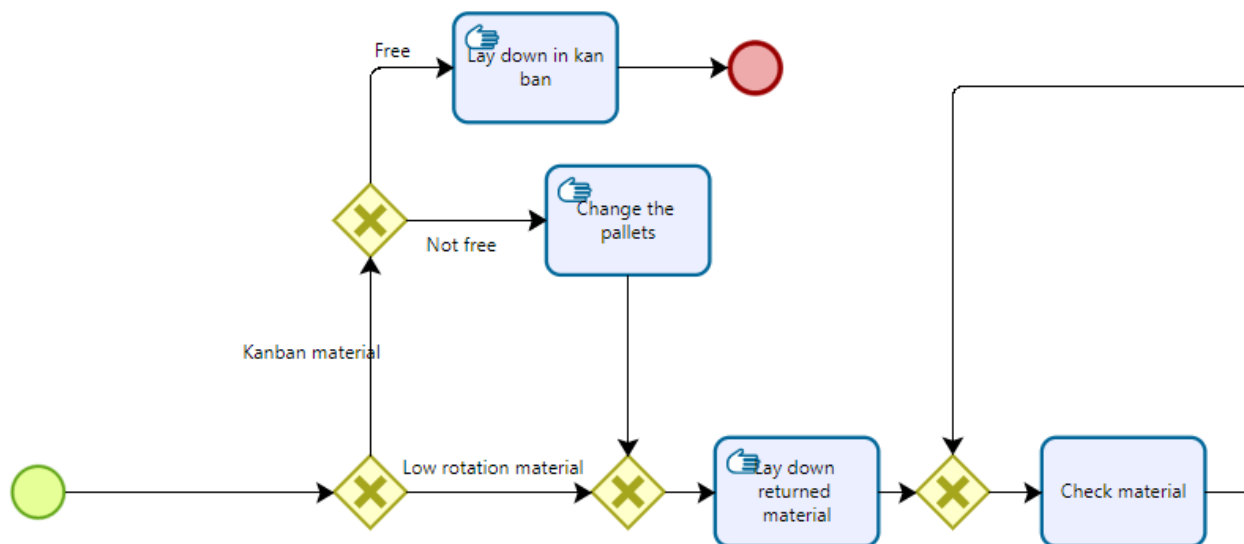 Free
Lay down in kan
ban
Change the
pallets
Not free
Kanban material
Low rotation material
Lay down
returned
material
Check material